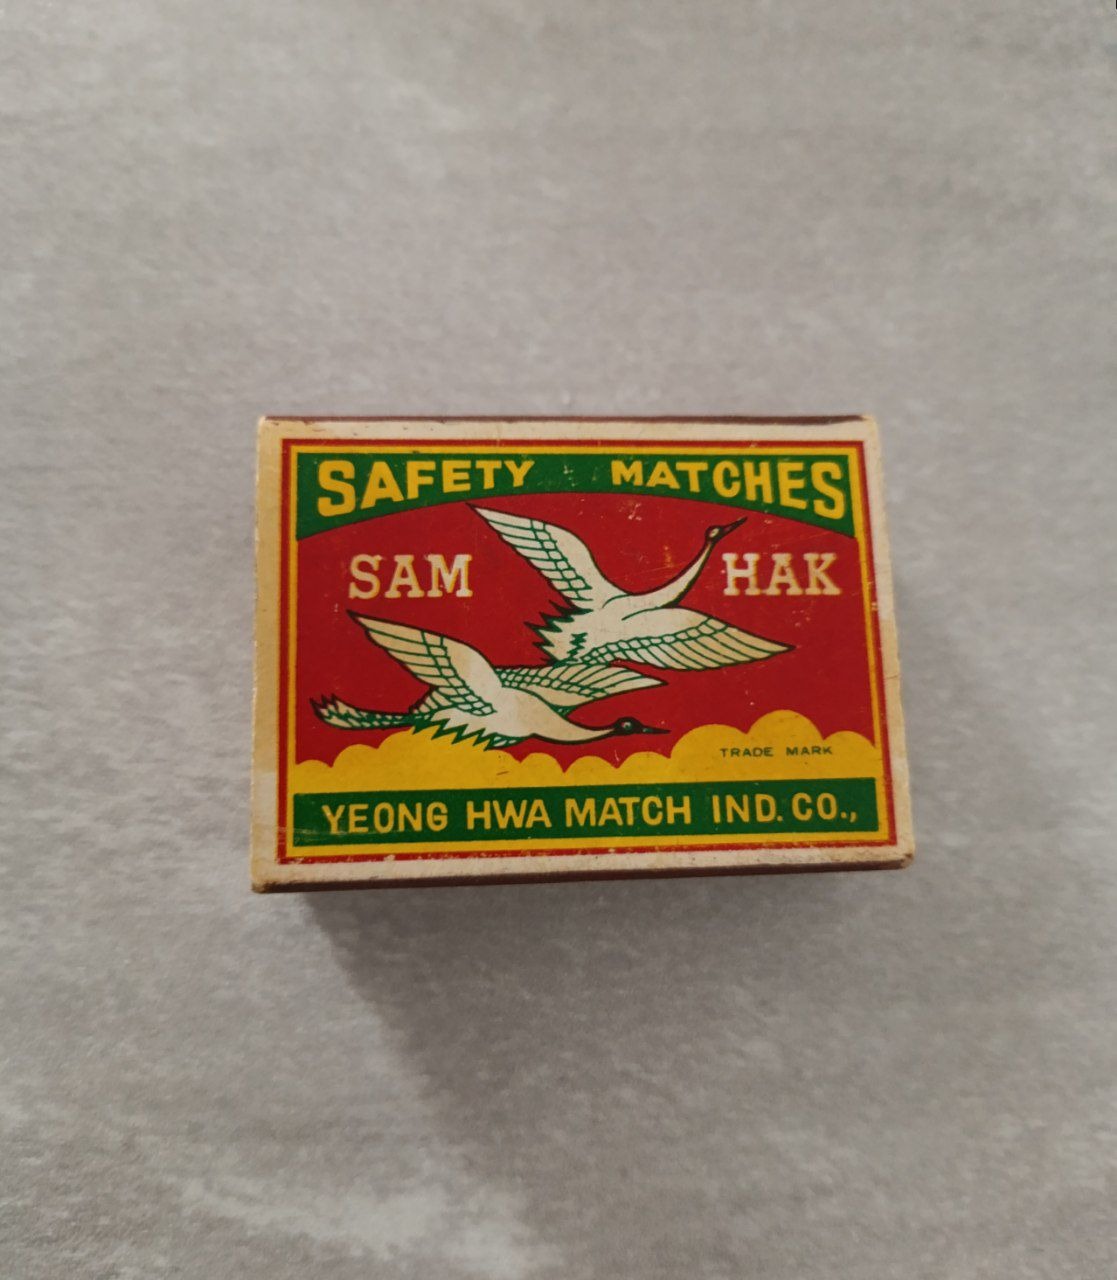 SAFETY MATCHES
SAM HAK
TRADE MARK
YEONG HWA MATCH IND. CO.,